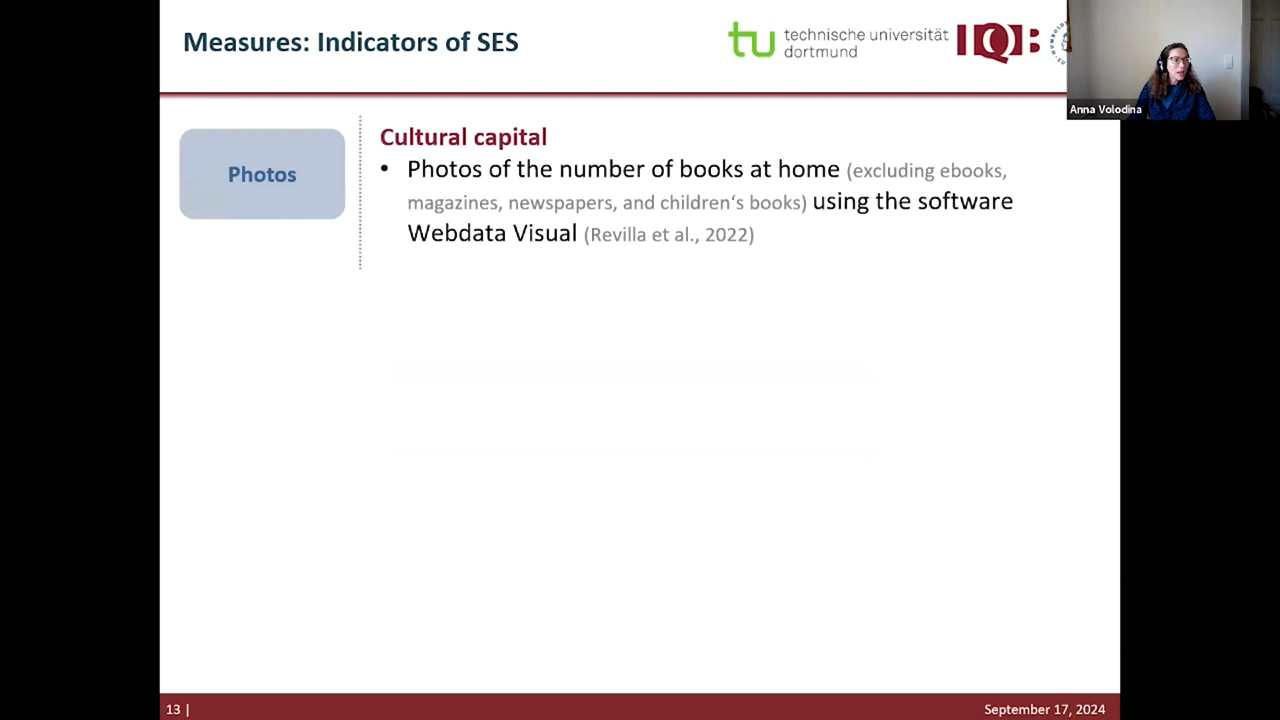 Measures: Indicators of SES
tu technische universität
dortmund
IQB
Anna Volodina
Photos
Cultural capital
• Photos of the number of books at home (excluding ebooks,
magazines, newspapers, and children‘s books) using the software
Webdata Visual (Revilla et al., 2022)
13 |
September 17, 2024